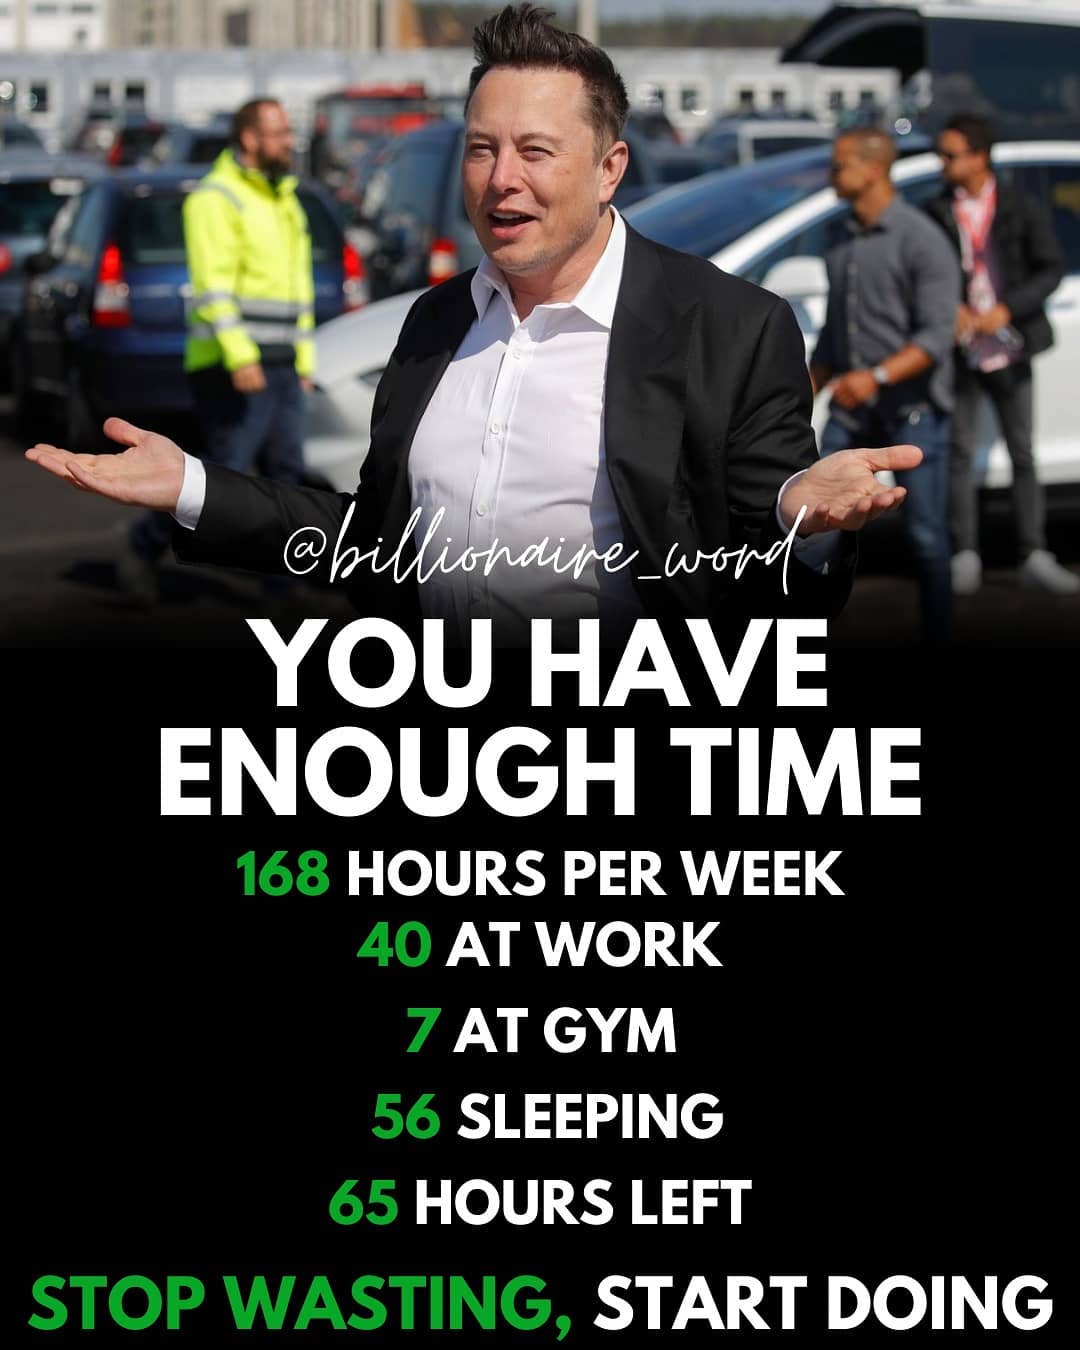 @billionaire_word
YOU HAVE
ENOUGH TIME
168 HOURS PER WEEK
40 AT WORK
7 AT GYM
56 SLEEPING
65 HOURS LEFT
STOP WASTING, START DOING